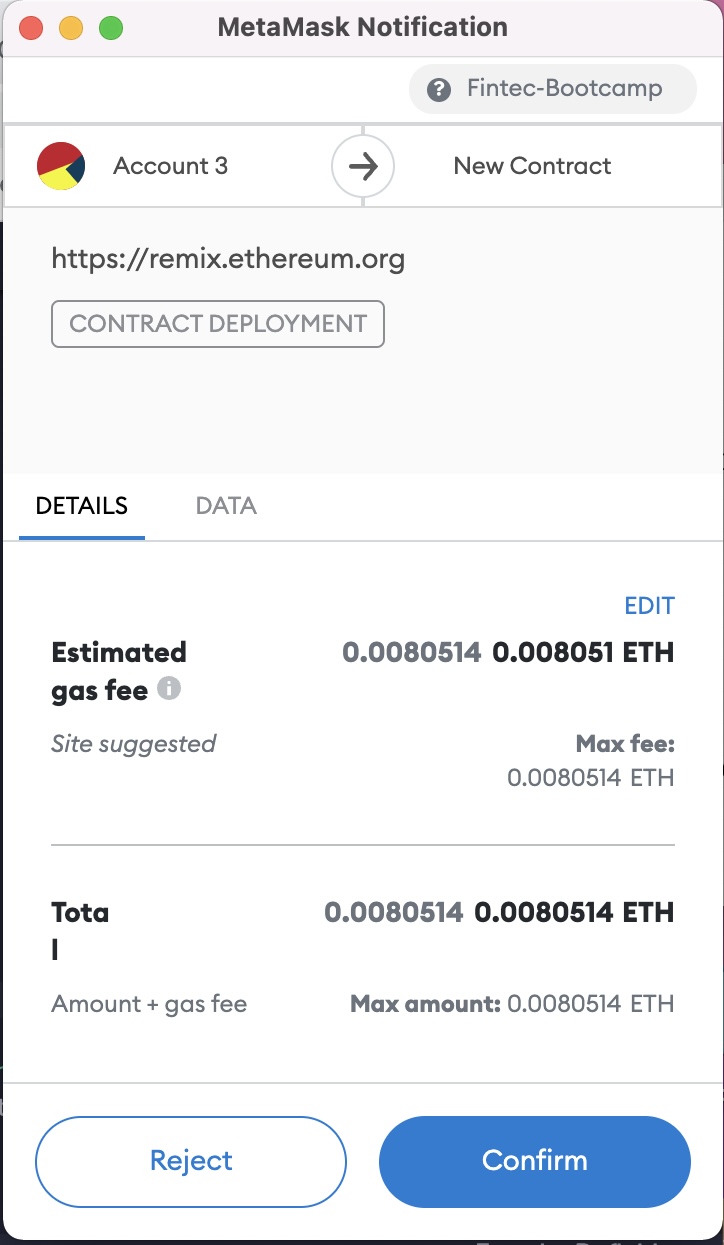 MetaMask Notification
Fintec-Bootcamp
Account 3
New Contract
https://remix.ethereum.org
CONTRACT DEPLOYMENT
DETAILS DATA
EDIT
Estimated 0.0080514 0.008051 ETH
gas fee
Site suggested Max fee:
0.0080514 ETH
Tota 0.0080514 0.0080514 ETH
l
Amount + gas fee Max amount: 0.0080514 ETH
Reject Confirm